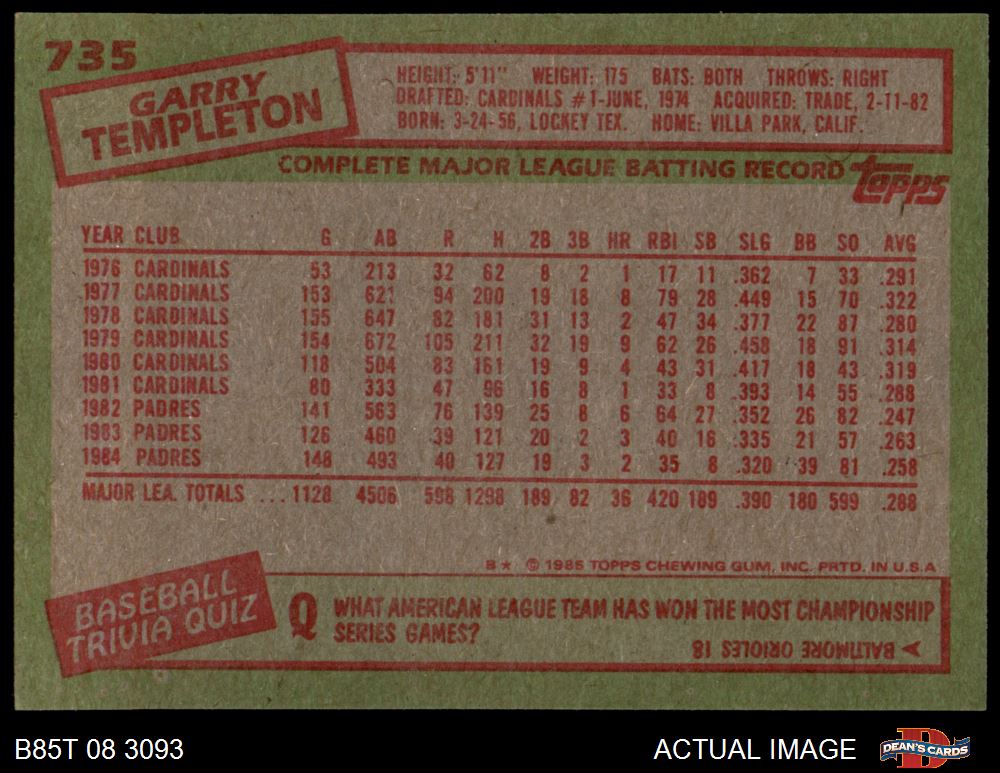 735
GARRY
TEMPLETON
HEIGHT: 5'11" WEIGHT: 175 BATS: BOTH THROWS: RIGHT
DRAFTED: CARDINALS #1-JUNE, 1974 ACQUIRED: TRADE, 2-11-82
BORN: 3-24-56, LOCKEY TEX. HOME: VILLA PARK, CALIF.
COMPLETE MAJOR LEAGUE BATTING RECORD topps
YEAR CLUB G AB R H 2B 3B HR RBI SB SLG BB SO AVG
1976 CARDINALS 53 213 32 62 8 2 1 17 11 .362 7 33 .291
1977 CARDINALS 153 621 94 200 19 18 8 79 28 .449 15 70 .322
1978 CARDINALS 155 647 82 181 31 13 2 47 34 .377 22 87 .280
1979 CARDINALS 154 672 105 211 32 19 9 62 26 .458 18 91 .314
1980 CARDINALS 118 504 83 161 19 9 4 43 31 .417 18 43 .319
1981 CARDINALS 80 333 47 96 16 8 1 33 8 .393 14 55 .288
1982 PADRES 141 563 76 139 25 8 6 64 27 .352 26 82 .247
1983 PADRES 126 460 39 121 20 2 3 40 16 .335 21 57 .263
1984 PADRES 148 493 40 127 19 3 2 35 8 .320 39 81 .258
MAJOR LEA. TOTALS ...1128 4506 598 1298 189 82 36 420 189 .390 180 599 .288
B★ © 1985 TOPPS CHEWING GUM, INC. PRTD. IN U.S.A
BASEBALL
TRIVIA QUIZ
Q WHAT AMERICAN LEAGUE TEAM HAS WON THE MOST CHAMPIONSHIP
SERIES GAMES?
BALTIMORE ORIOLES 18
B85T 08 3093
ACTUAL IMAGE
DEAN'S CARDS